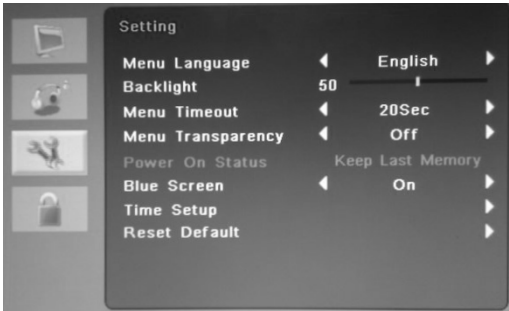 Setting
Menu Language English
Backlight 50
Menu Timeout 20Sec
Menu Transparency Off
Power On Status Keep Last Memory
Blue Screen On
Time Setup
Reset Default